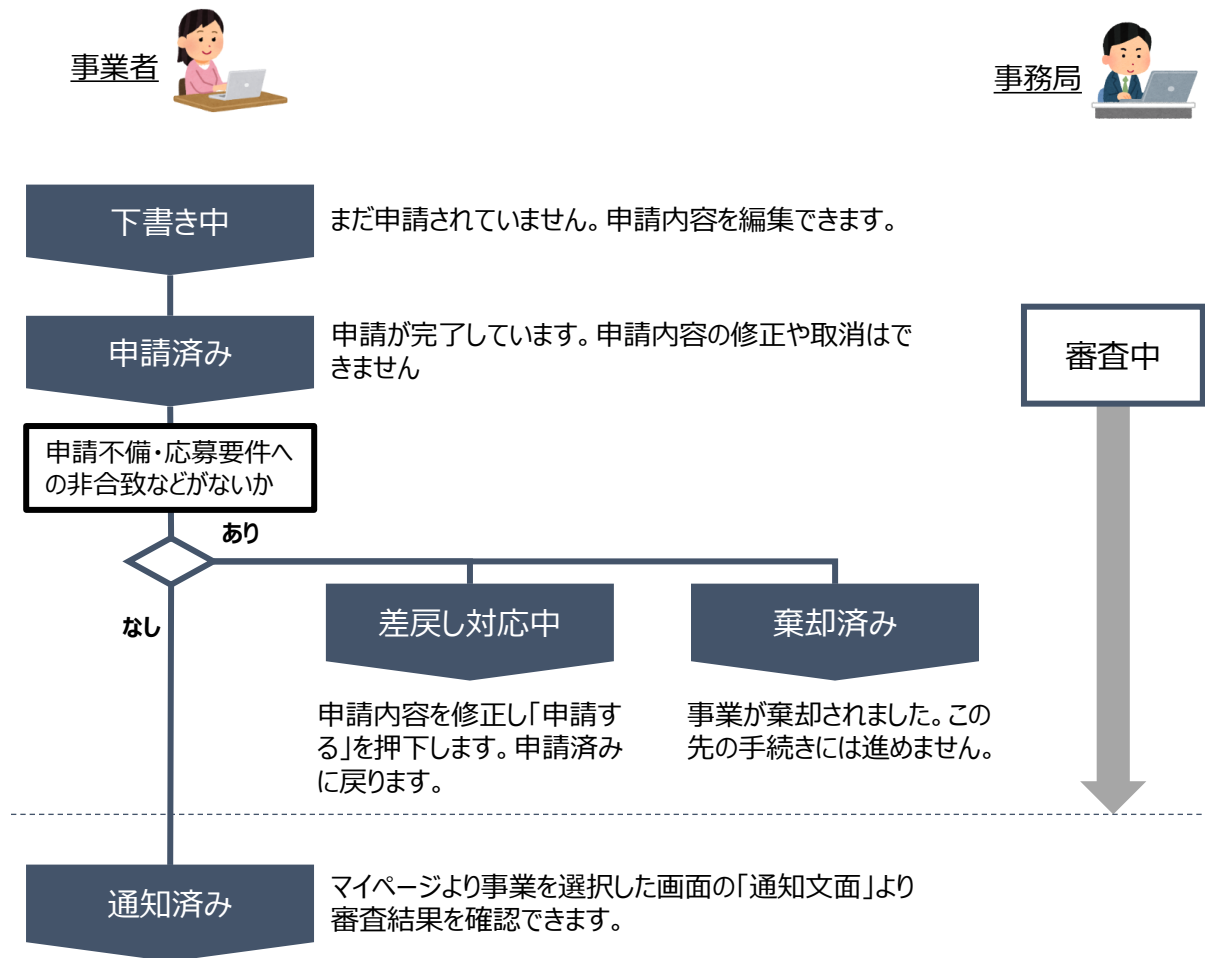 事業者
事務局
下書き中
まだ申請されていません。申請内容を編集できます。
申請済み
申請が完了しています。申請内容の修正や取消はで
きません
審査中
申請不備・応募要件へ
の非合致などがないか
あり
なし
差戻し対応中
申請内容を修正し「申請す
る」を押下します。申請済み
に戻ります。
棄却済み
事業が棄却されました。この
先の手続きには進めません。
通知済み
マイページより事業を選択した画面の「通知文面」より
審査結果を確認できます。